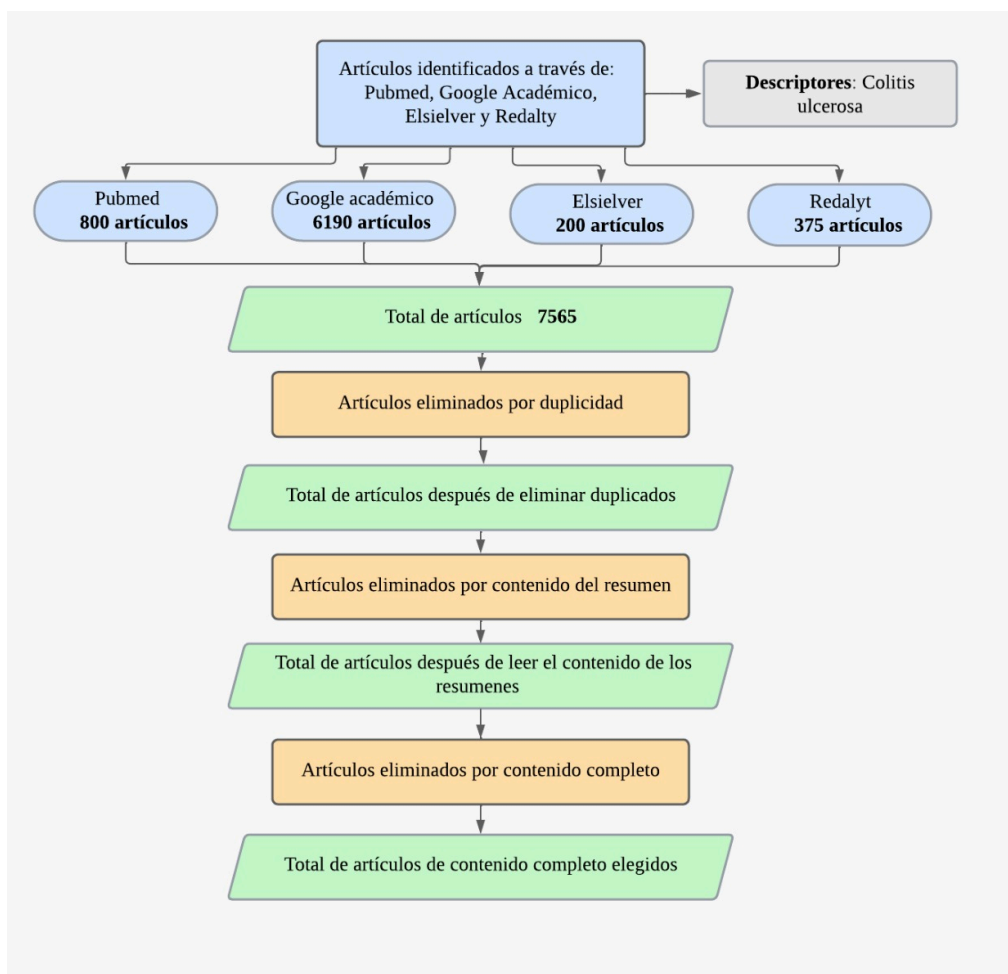 Artículos identificados a través de:
Pubmed, Google Académico,
Elsielver y Redalty
Descriptores: Colitis
ulcerosa
Pubmed
800 artículos
Google académico
6190 artículos
Elsielver
200 artículos
Redalyt
375 artículos
Total de artículos 7565
Artículos eliminados por duplicidad
Total de artículos después de eliminar duplicados
Artículos eliminados por contenido del resumen
Total de artículos después de leer el contenido de los
resumenes
Artículos eliminados por contenido completo
Total de artículos de contenido completo elegidos